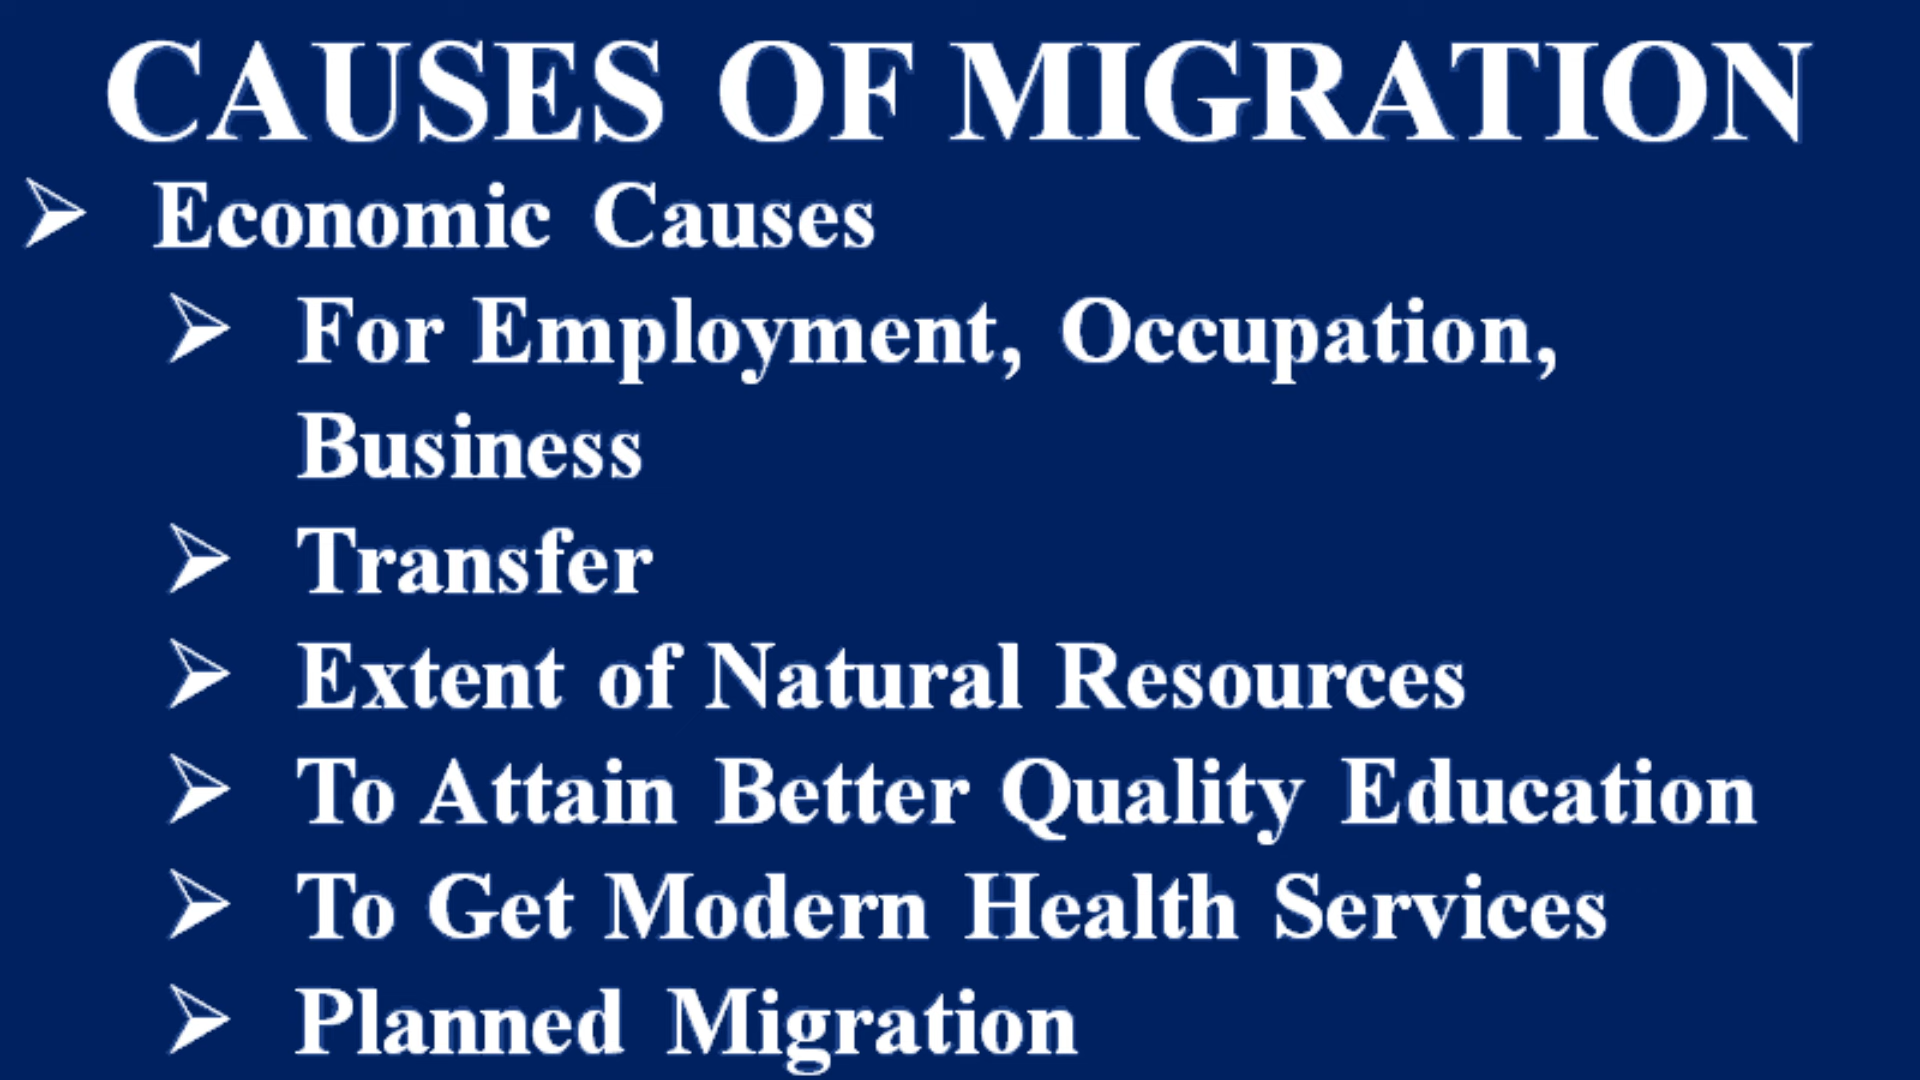 CAUSES OF MIGRATION
➢ Economic Causes
➢ For Employment, Occupation,
Business
➢ Transfer
➢ Extent of Natural Resources
➢ To Attain Better Quality Education
➢ To Get Modern Health Services
➢ Planned Migration